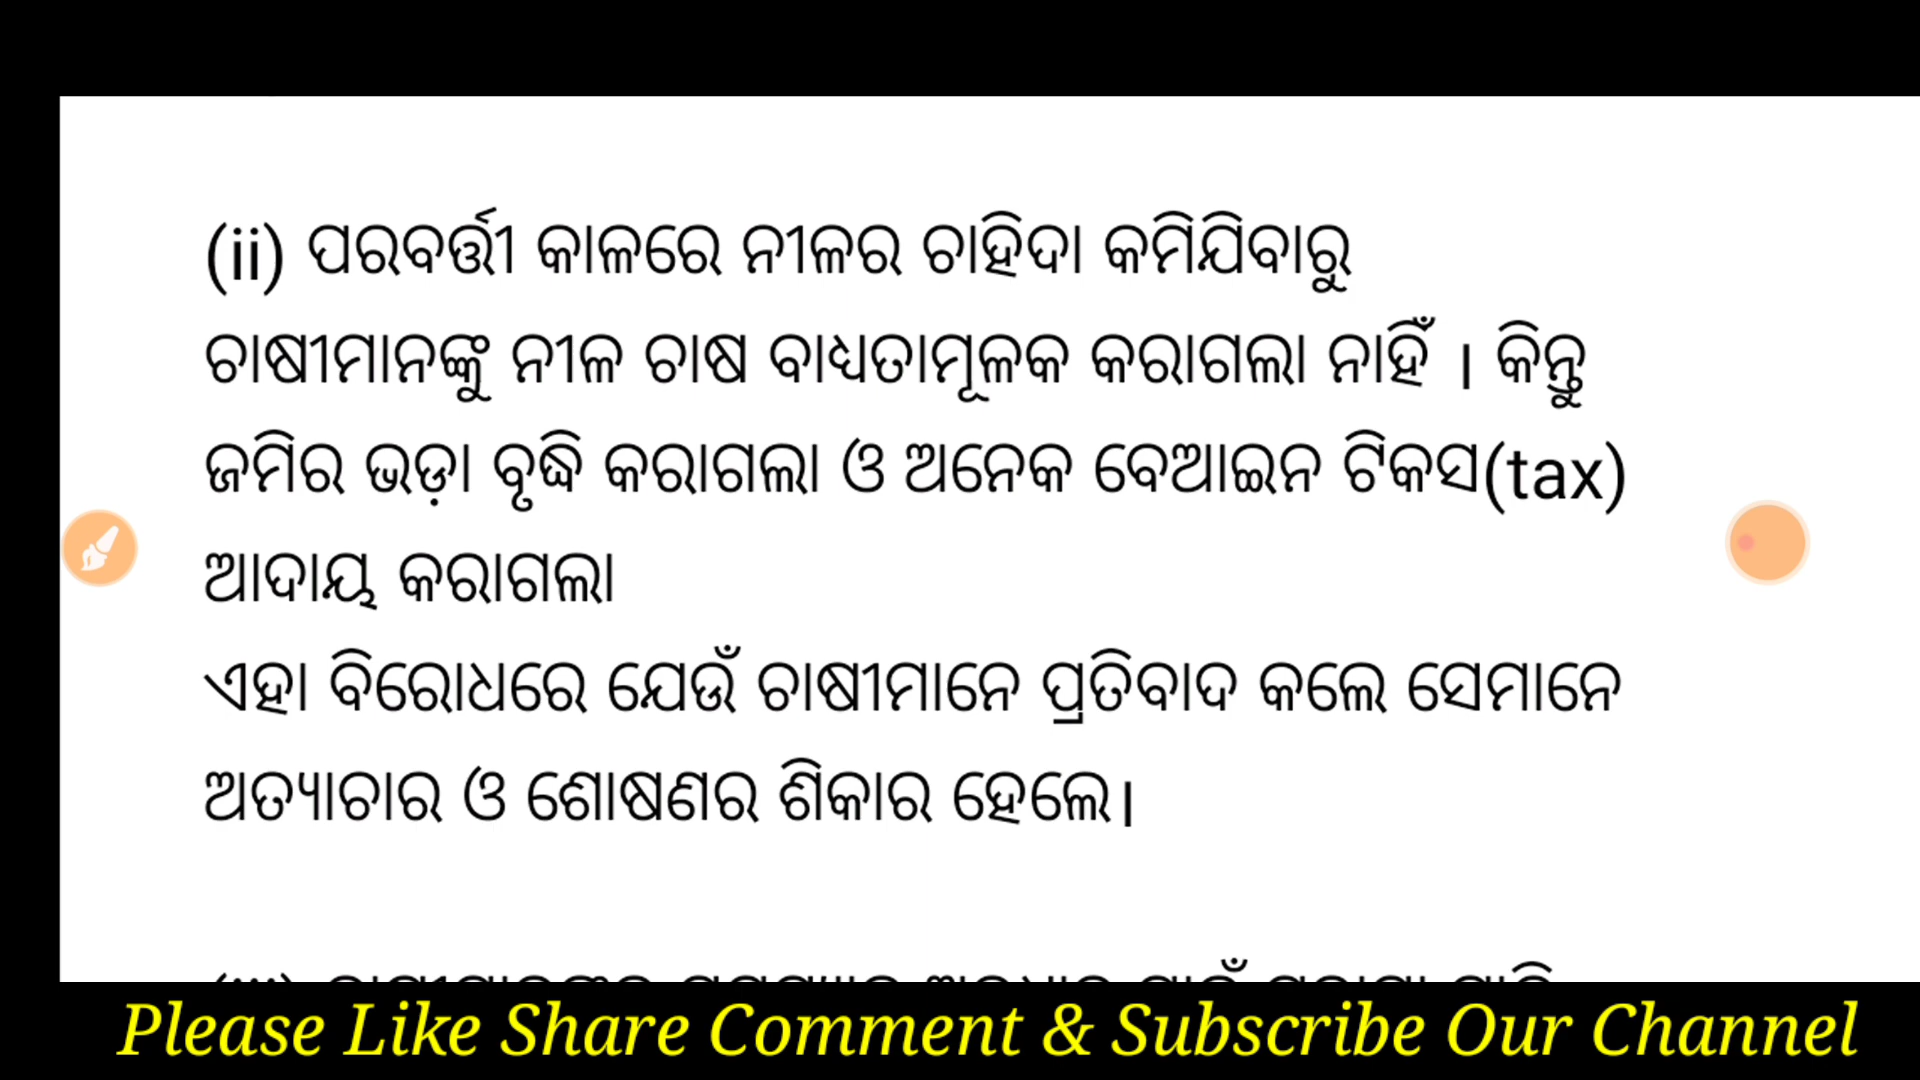 (ii) ପରବର୍ତ୍ତୀ କାଳରେ ନୀଳର ଚାହିଦା କମିଯିବାରୁ
ଚାଷୀମାନଙ୍କୁ ନୀଳ ଚାଷ ବାଧ୍ୟତାମୂଳକ କରାଗଲା ନାହିଁ । କିନ୍ତୁ
ଜମିର ଭଡ଼ା ବୃଦ୍ଧି କରାଗଲା ଓ ଅନେକ ବେଆଇନ ଟିକସ(tax)
ଆଦାୟ କରାଗଲା
ଏହା ବିରୋଧରେ ଯେଉଁ ଚାଷୀମାନେ ପ୍ରତିବାଦ କଲେ ସେମାନେ
ଅତ୍ୟାଚାର ଓ ଶୋଷଣର ଶିକାର ହେଲେ।
Please Like Share Comment & Subscribe Our Channel